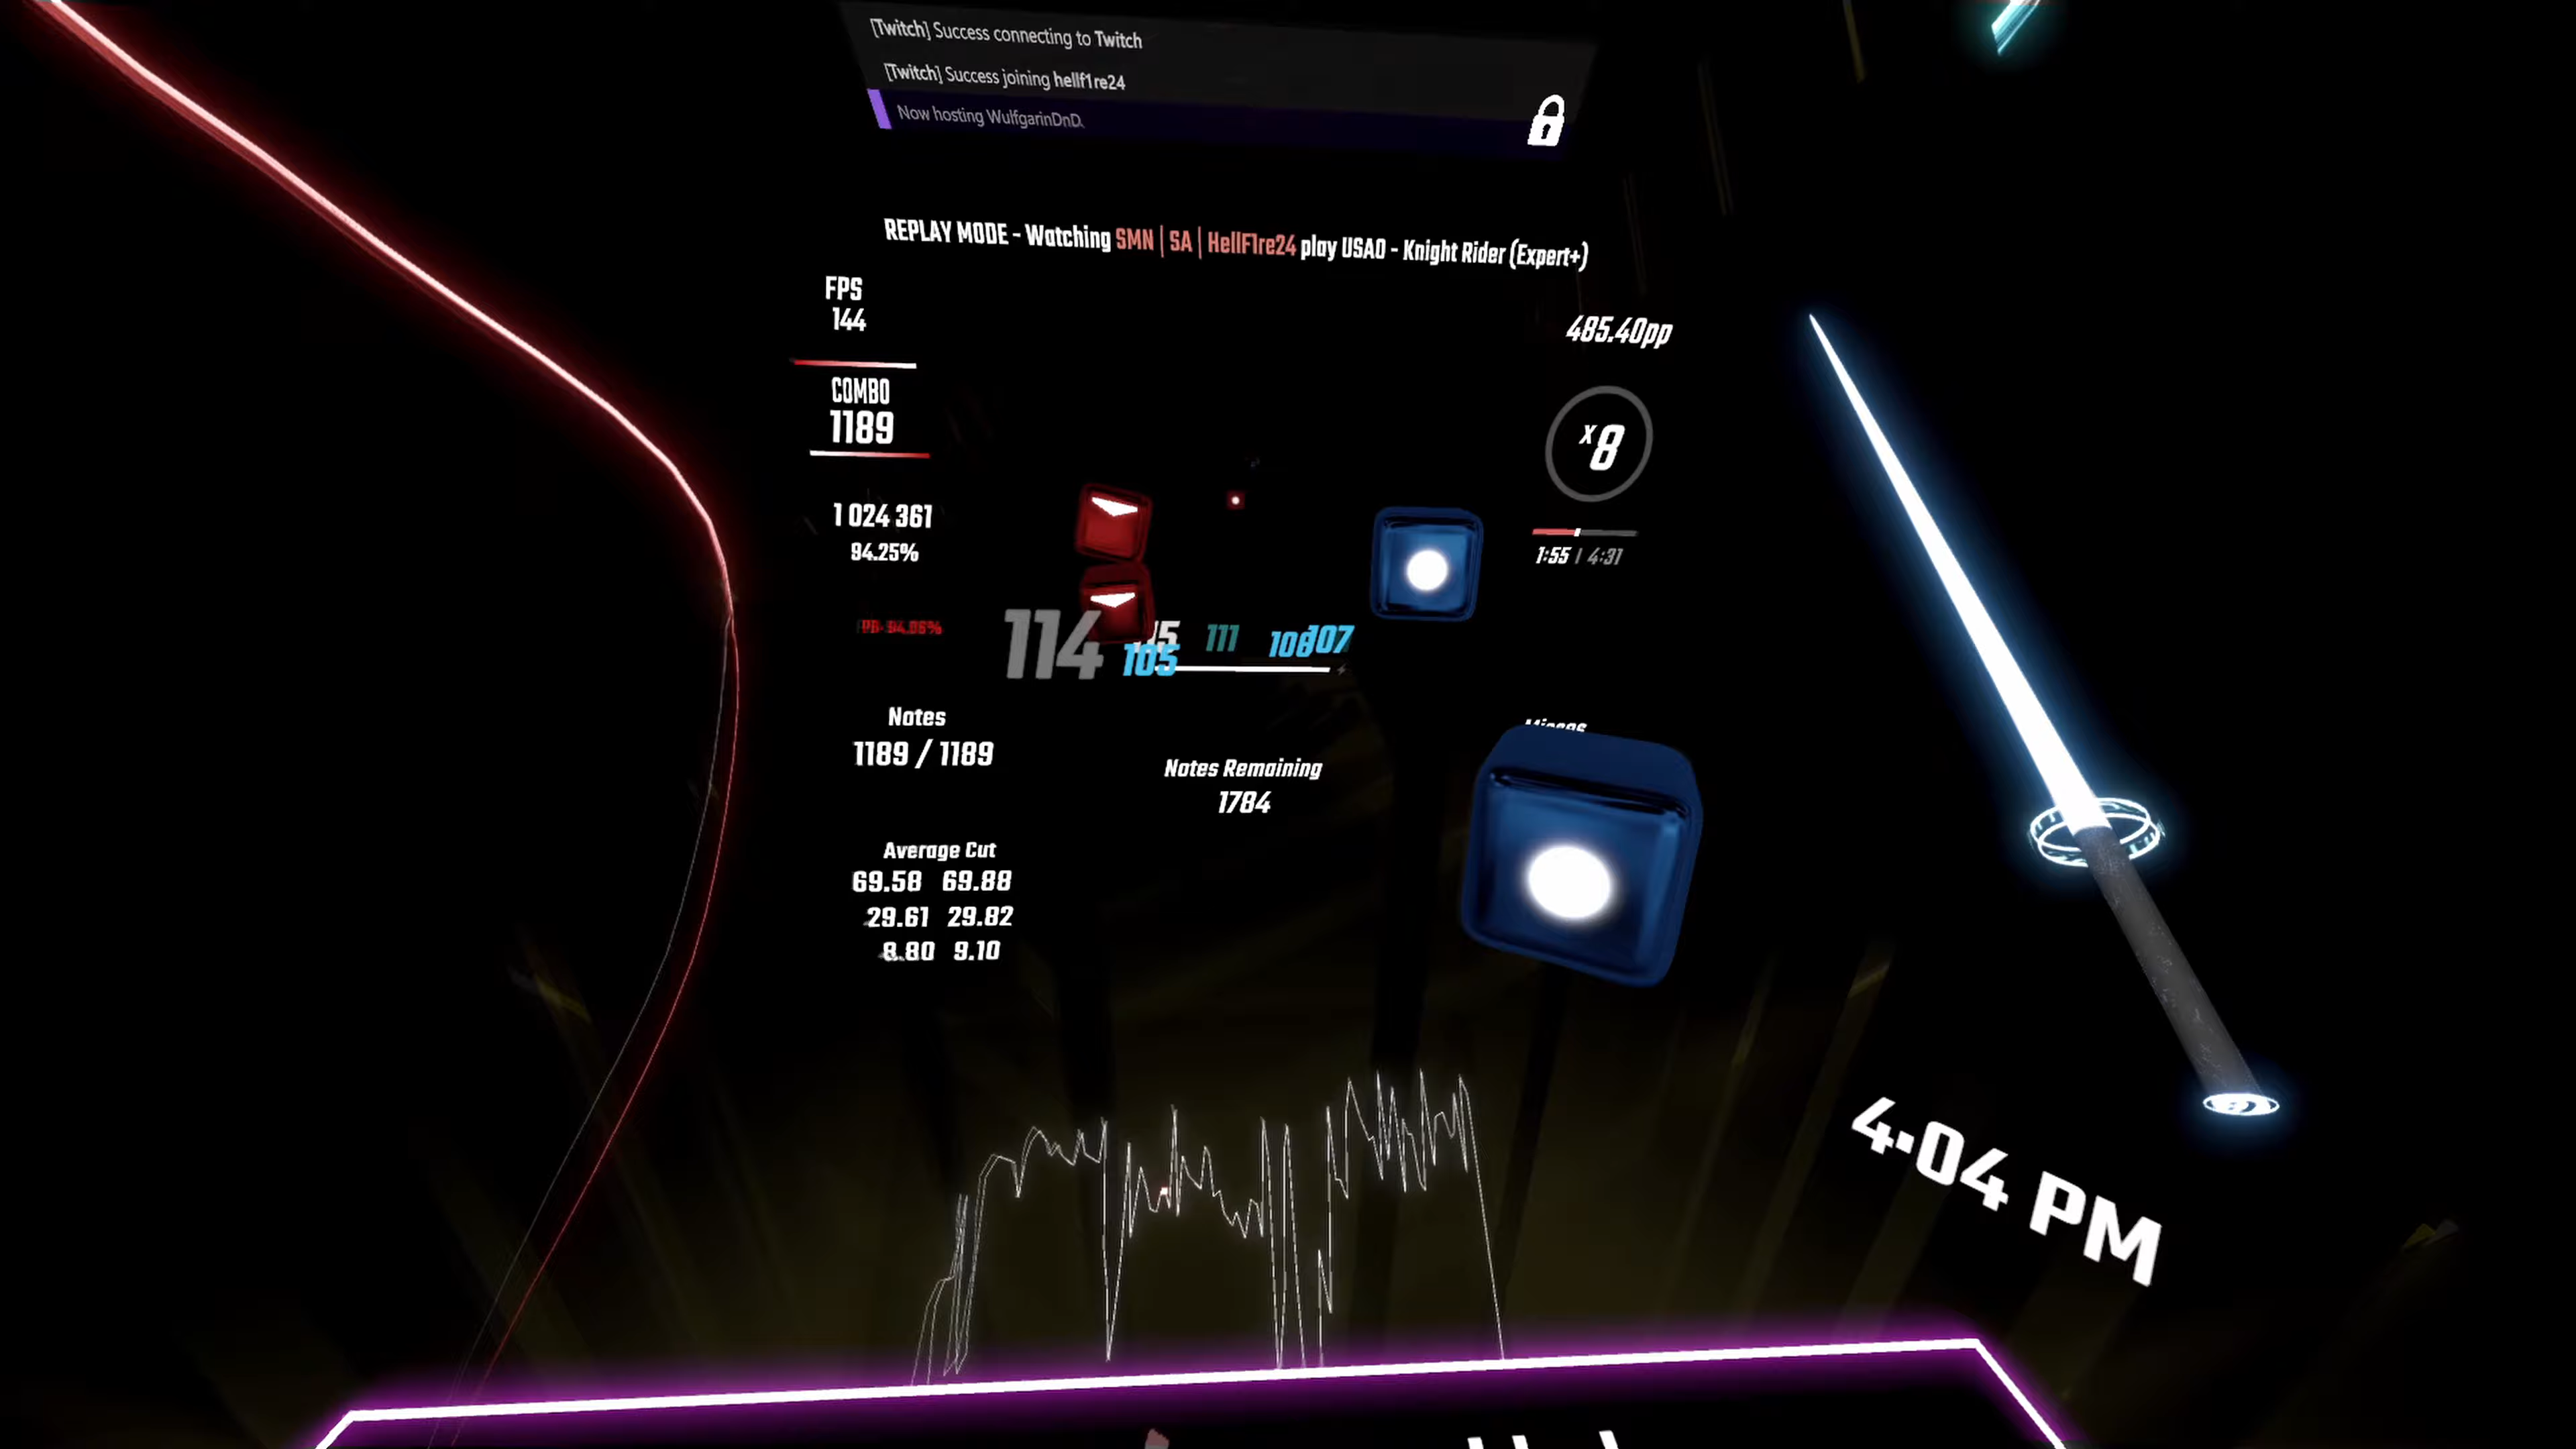 [Twitch] Success connecting to Twitch
[Twitch] Success joining hellf1re24
Now hosting WulfgarinDnD.
REPLAY MODE - Watching SMN | SA | HellF1re24 play USAO - Knight Rider (Expert+)
FPS
144
485.40pp
COMBO
1189
x8
1 024 361
94.25%
1:55 | 4:31
114
105
111
107
Notes
1189 / 1189
Misses
Notes Remaining
1784
Average Cut
69.58 69.88
29.61 29.82
8.80 9.10
4:04 PM